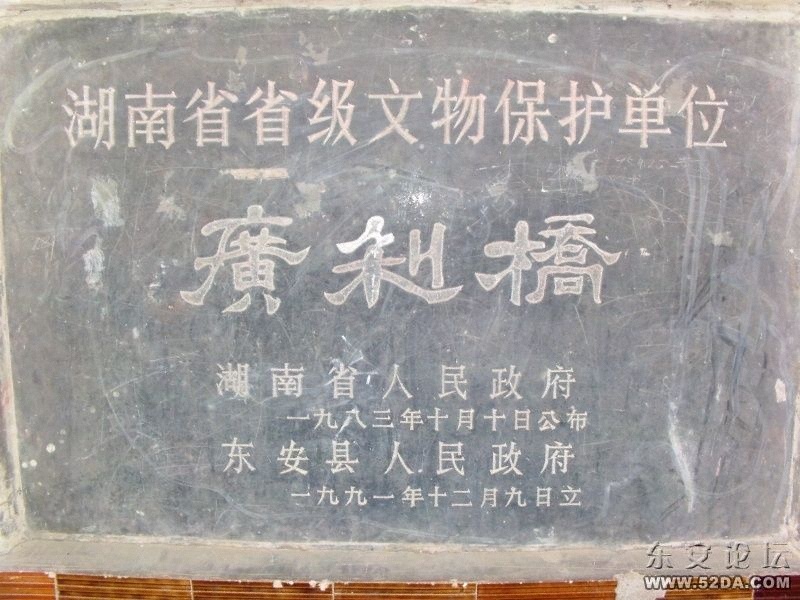 湖南省省级文物保护单位
廣利橋
湖南省人民政府
一九八三年十月十日公布
东安县人民政府
一九九一年十二月九日立
东安论坛
WWW.52DA.COM